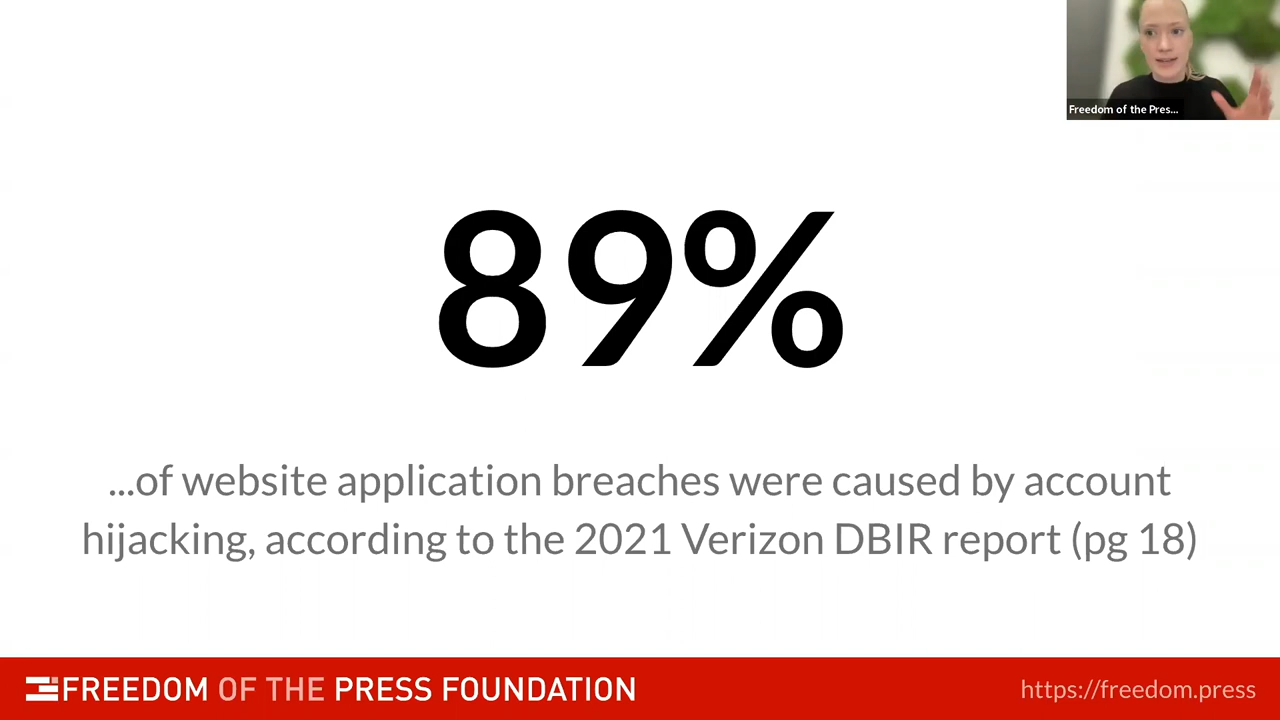 Freedom of the Pres...
89%
...of website application breaches were caused by account
hijacking, according to the 2021 Verizon DBIR report (pg 18)
FREEDOM OF THE PRESS FOUNDATION
https://freedom.press